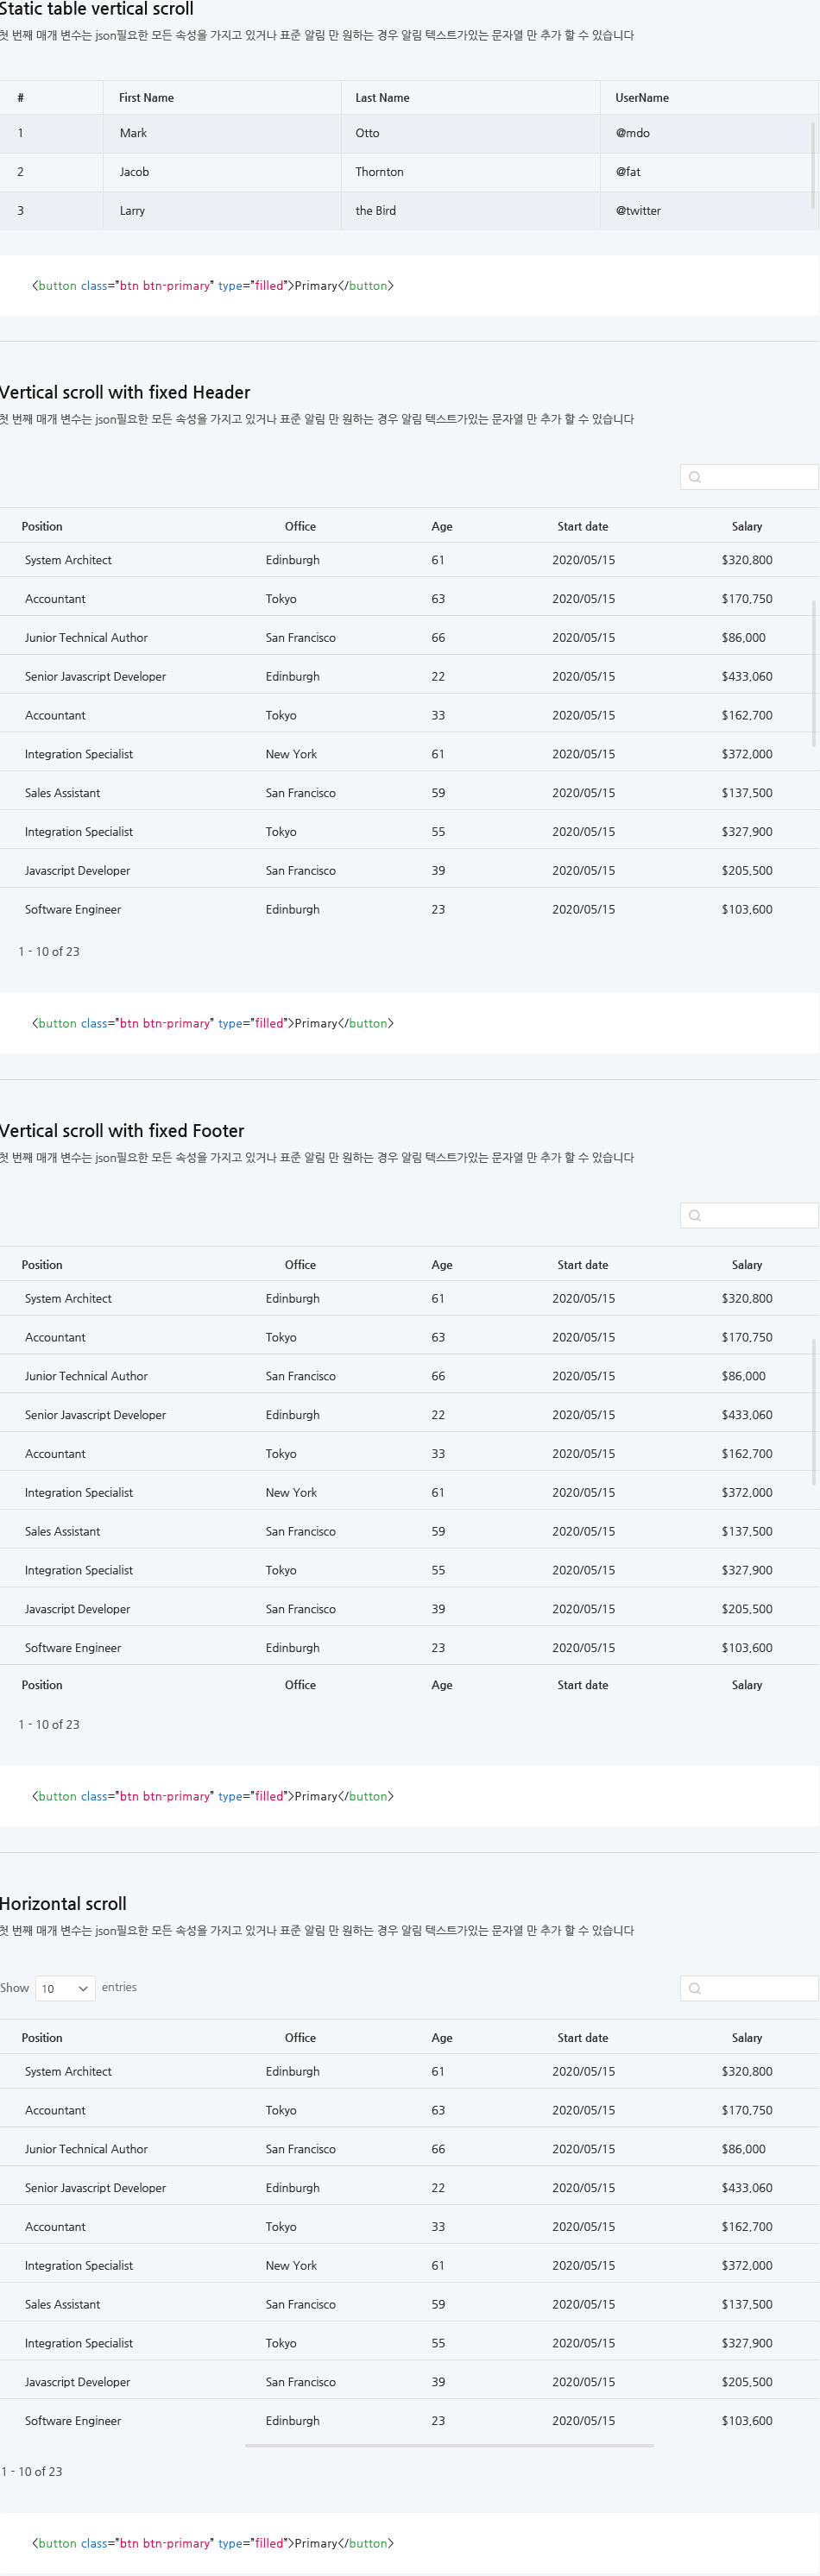 Static table vertical scroll
첫 번째 매개 변수는 json필요한 모든 속성을 가지고 있거나 표준 알림 만 원하는 경우 알림 텍스트가있는 문자열 만 추가 할 수 있습니다
# First Name Last Name UserName
1 Mark Otto @mdo
2 Jacob Thornton @fat
3 Larry the Bird @twitter
<button class="btn btn-primary" type="filled">Primary</button>
Vertical scroll with fixed Header
첫 번째 매개 변수는 json필요한 모든 속성을 가지고 있거나 표준 알림 만 원하는 경우 알림 텍스트가있는 문자열 만 추가 할 수 있습니다
Position Office Age Start date Salary
System Architect Edinburgh 61 2020/05/15 $320,800
Accountant Tokyo 63 2020/05/15 $170,750
Junior Technical Author San Francisco 66 2020/05/15 $86,000
Senior Javascript Developer Edinburgh 22 2020/05/15 $433,060
Accountant Tokyo 33 2020/05/15 $162,700
Integration Specialist New York 61 2020/05/15 $372,000
Sales Assistant San Francisco 59 2020/05/15 $137,500
Integration Specialist Tokyo 55 2020/05/15 $327,900
Javascript Developer San Francisco 39 2020/05/15 $205,500
Software Engineer Edinburgh 23 2020/05/15 $103,600
1 - 10 of 23
<button class="btn btn-primary" type="filled">Primary</button>
Vertical scroll with fixed Footer
첫 번째 매개 변수는 json필요한 모든 속성을 가지고 있거나 표준 알림 만 원하는 경우 알림 텍스트가있는 문자열 만 추가 할 수 있습니다
Position Office Age Start date Salary
System Architect Edinburgh 61 2020/05/15 $320,800
Accountant Tokyo 63 2020/05/15 $170,750
Junior Technical Author San Francisco 66 2020/05/15 $86,000
Senior Javascript Developer Edinburgh 22 2020/05/15 $433,060
Accountant Tokyo 33 2020/05/15 $162,700
Integration Specialist New York 61 2020/05/15 $372,000
Sales Assistant San Francisco 59 2020/05/15 $137,500
Integration Specialist Tokyo 55 2020/05/15 $327,900
Javascript Developer San Francisco 39 2020/05/15 $205,500
Software Engineer Edinburgh 23 2020/05/15 $103,600
Position Office Age Start date Salary
1 - 10 of 23
<button class="btn btn-primary" type="filled">Primary</button>
Horizontal scroll
첫 번째 매개 변수는 json필요한 모든 속성을 가지고 있거나 표준 알림 만 원하는 경우 알림 텍스트가있는 문자열 만 추가 할 수 있습니다
Show 10 entries
Position Office Age Start date Salary
System Architect Edinburgh 61 2020/05/15 $320,800
Accountant Tokyo 63 2020/05/15 $170,750
Junior Technical Author San Francisco 66 2020/05/15 $86,000
Senior Javascript Developer Edinburgh 22 2020/05/15 $433,060
Accountant Tokyo 33 2020/05/15 $162,700
Integration Specialist New York 61 2020/05/15 $372,000
Sales Assistant San Francisco 59 2020/05/15 $137,500
Integration Specialist Tokyo 55 2020/05/15 $327,900
Javascript Developer San Francisco 39 2020/05/15 $205,500
Software Engineer Edinburgh 23 2020/05/15 $103,600
1 - 10 of 23
<button class="btn btn-primary" type="filled">Primary</button>